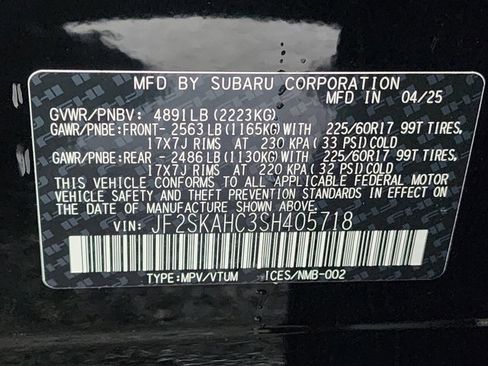 MFD BY SUBARU CORPORATION
MFD IN 04/25
GVWR/PNBV: 4891LB(2223KG)
GAWR/PNBE:FRONT-2563LB(1165KG)WITH 225/60R17 99T TIRES,
17X7J RIMS AT 230 KPA(33 PSI)COLD
GAWR/PNBE:REAR -2486LB(1130KG)WITH 225/60R17 99T TIRES,
17X7J RIMS AT 220 KPA(32 PSI)COLD
THIS VEHICLE CONFORMS TO ALL APPLICABLE FEDERAL MOTOR
VEHICLE SAFETY AND THEFT PREVENTION STANDARDS IN EFFECT
ON THE DATE OF MANUFACTURE SHOWN ABOVE.
VIN: JF2SKAHC3SH405718
TYPE:MPV/VTUM ICES/NMB-002